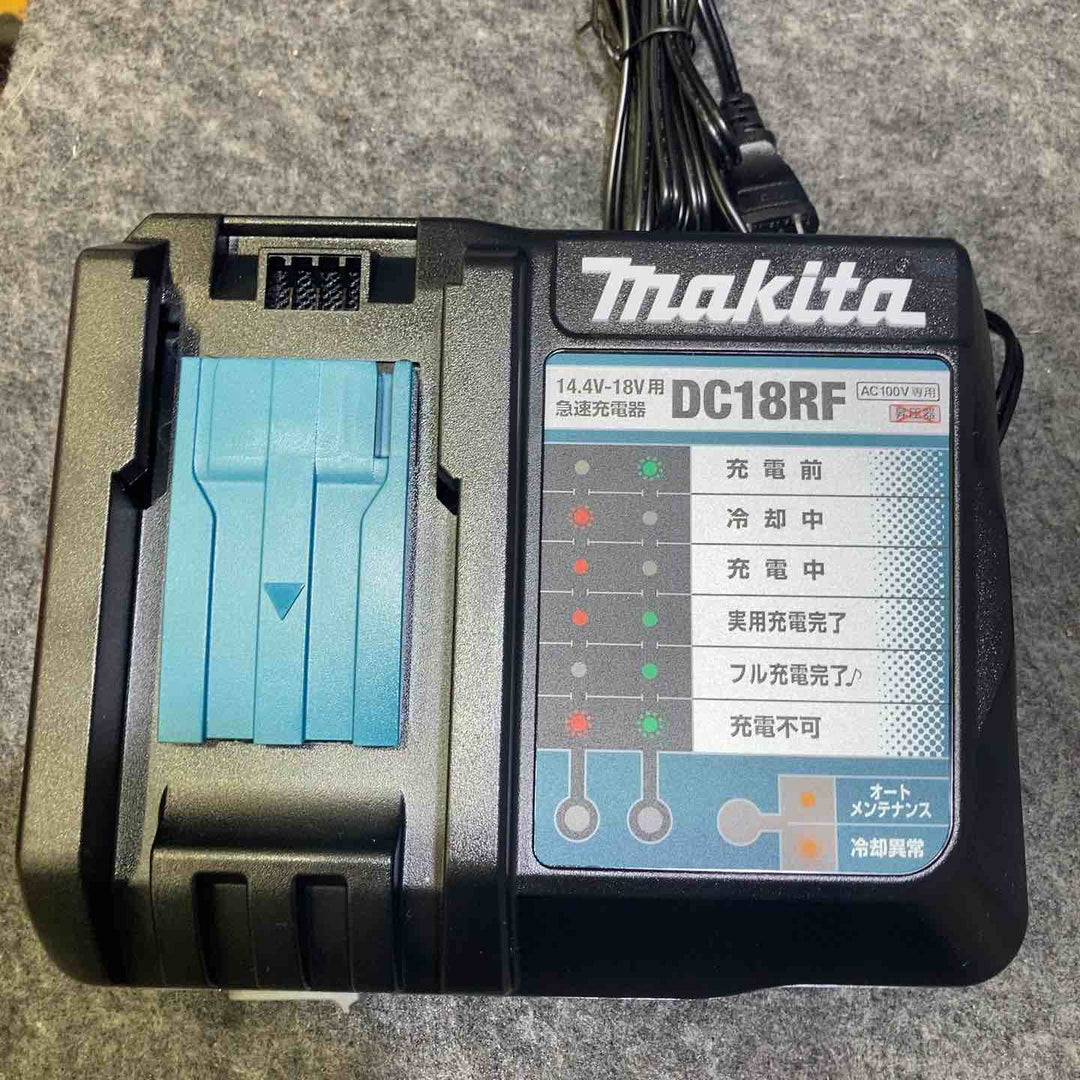 makita
14.4V-18V用
急速充電器
DC18RF
AC100V専用
昇圧器
充電前
冷却中
充電中
実用充電完了
フル充電完了♪
充電不可
オート
メンテナンス
冷却異常